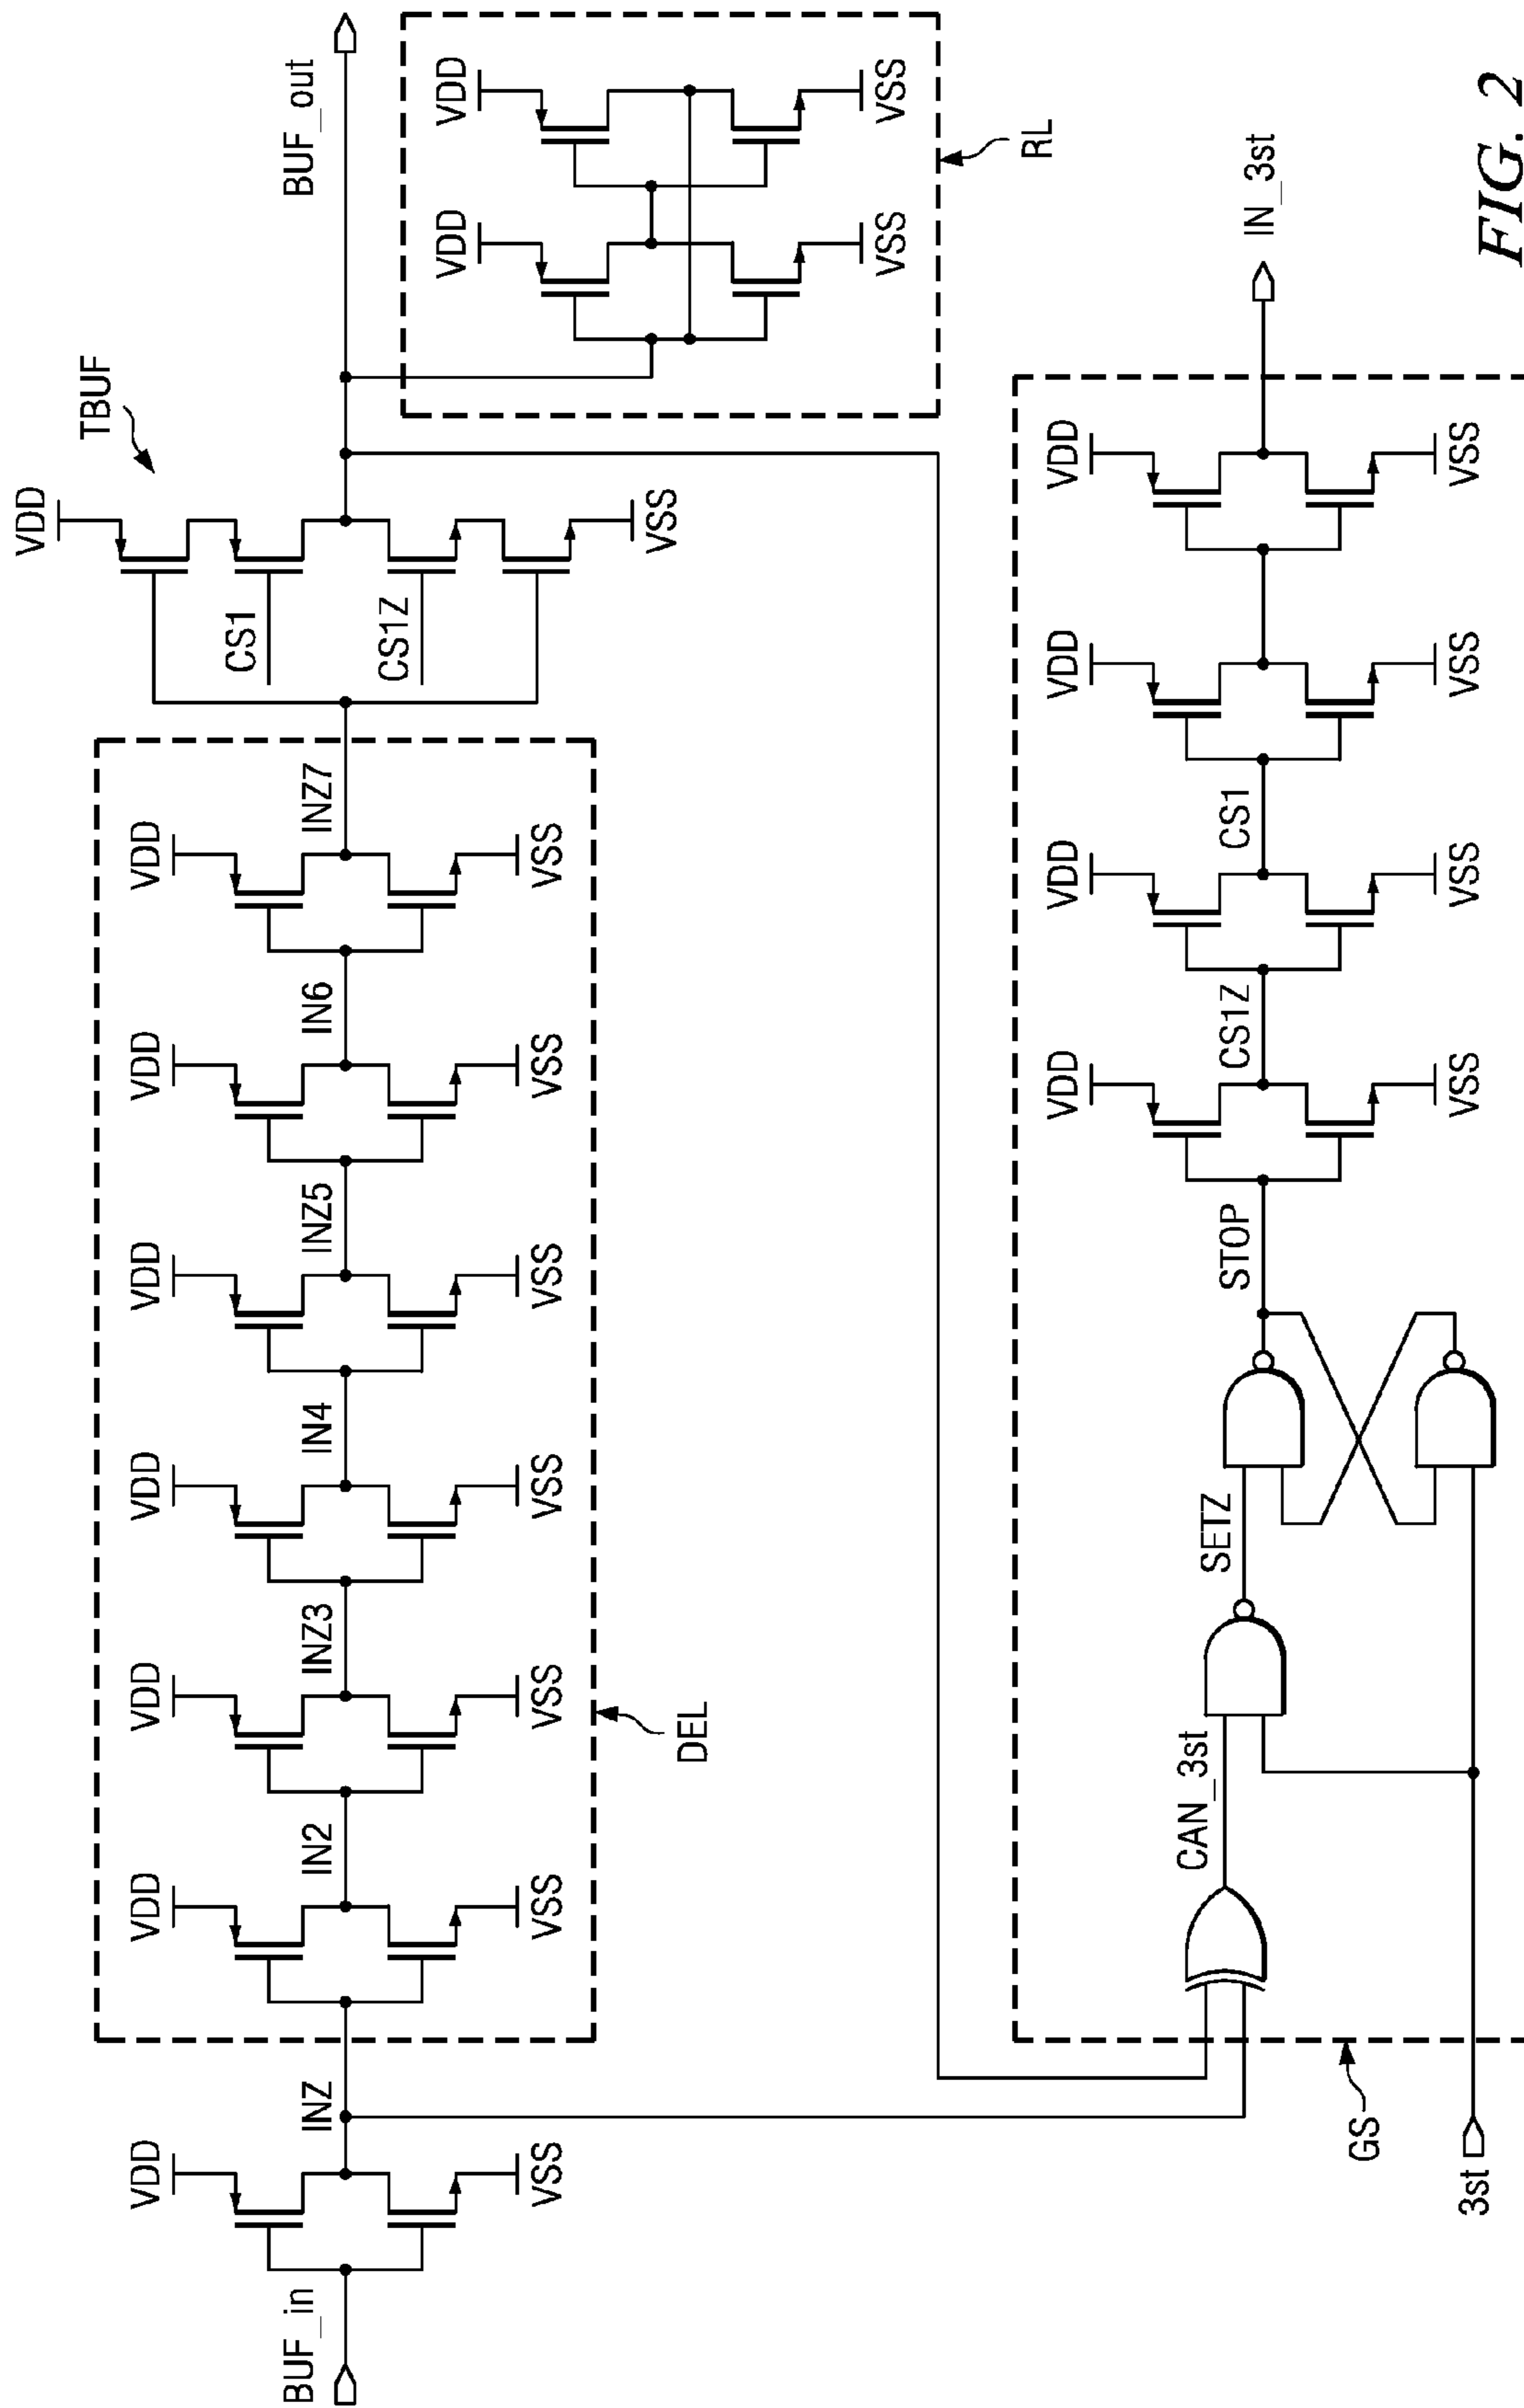 BUF_in
VDD
VSS
INZ
VDD
VSS
IN2
VDD
VSS
INZ3
VDD
VSS
IN4
VDD
VSS
INZ5
VDD
VSS
IN6
VDD
VSS
INZ7
DEL
VDD
CS1
CS1Z
VSS
TBUF
BUF_out
VDD
VDD
VSS
VSS
RL
GS
3st
CAN_3st
SETZ
STOP
VDD
VSS
CS1Z
VDD
VSS
CS1
VDD
VSS
VDD
VSS
IN_3st
FIG. 2